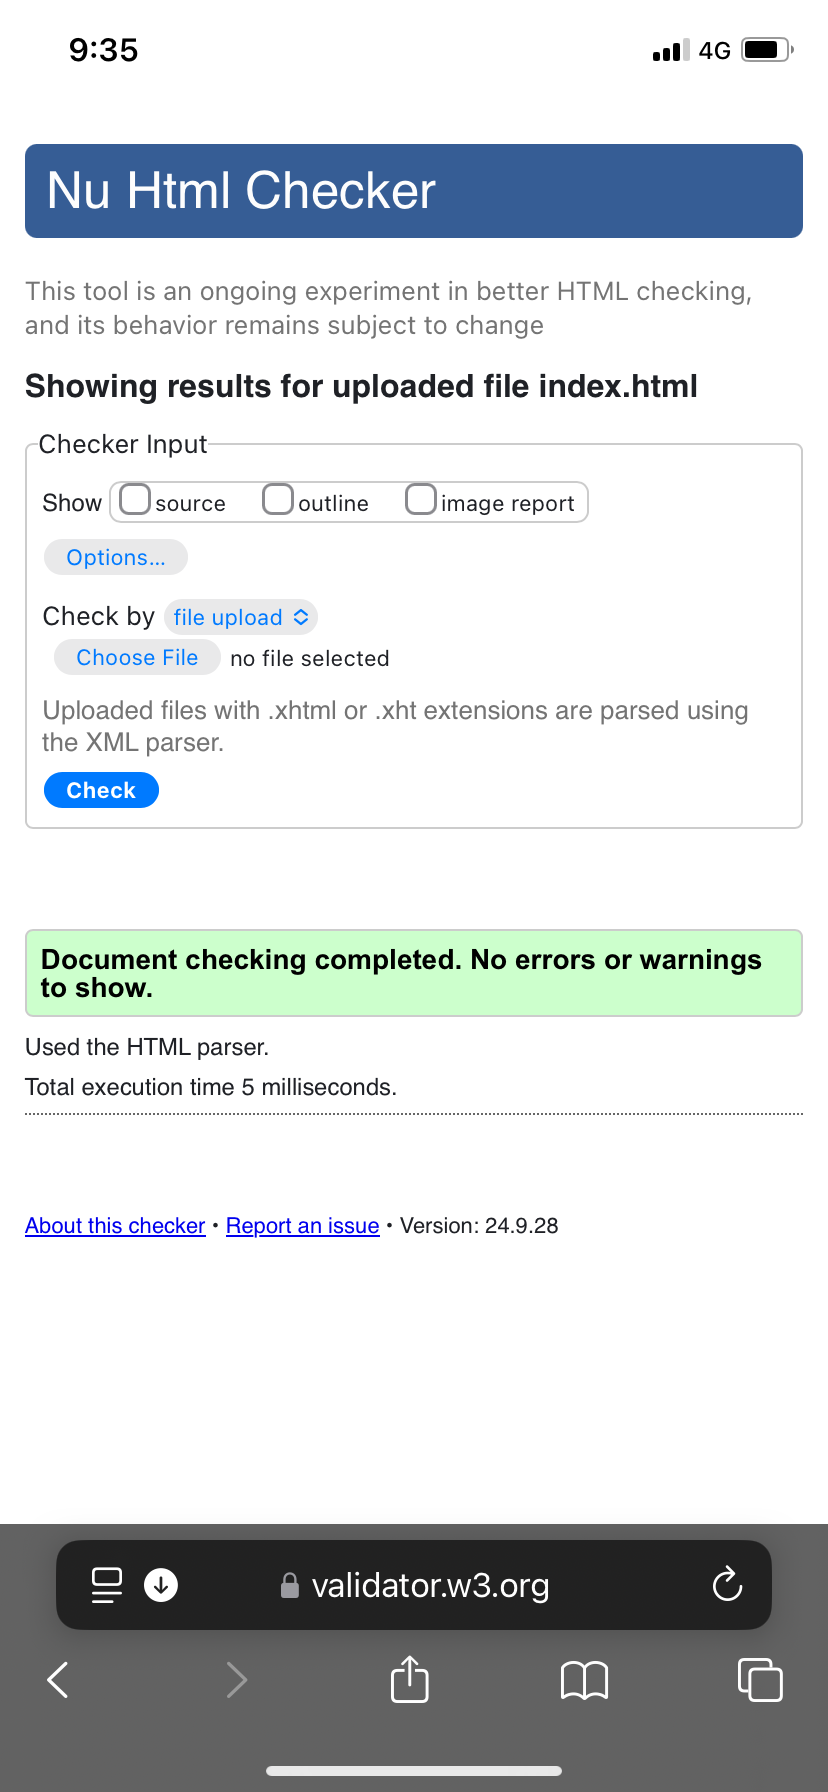 9:35
4G
Nu Html Checker
This tool is an ongoing experiment in better HTML checking,
and its behavior remains subject to change
Showing results for uploaded file index.html
Checker Input
Show source outline image report
Options...
Check by file upload
Choose File no file selected
Uploaded files with .xhtml or .xht extensions are parsed using
the XML parser.
Check
Document checking completed. No errors or warnings
to show.
Used the HTML parser.
Total execution time 5 milliseconds.
About this checker • Report an issue • Version: 24.9.28
validator.w3.org